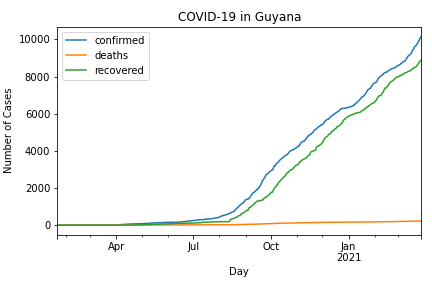 COVID-19 in Guyana
confirmed
deaths
recovered
Number of Cases
10000
8000
6000
4000
2000
0
Apr
Jul
Oct
Jan
2021
Day